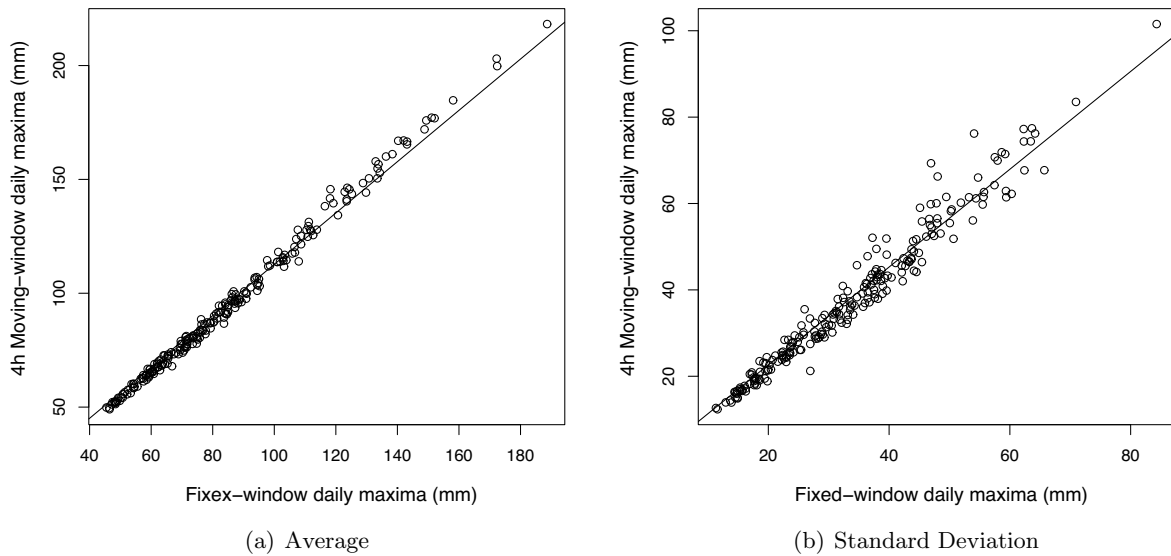 4h Moving−window daily maxima (mm)
200
150
100
50
40 60 80 100 120 140 160 180
Fixex−window daily maxima (mm)
(a) Average
4h Moving−window daily maxima (mm)
100
80
60
40
20
20 40 60 80
Fixed−window daily maxima (mm)
(b) Standard Deviation